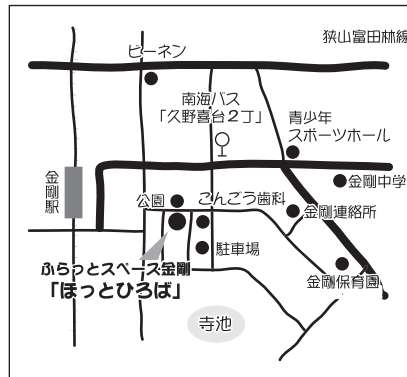 狭山富田林線
ピーネン
南海バス
「久野喜台2丁」
青少年
スポーツホール
金剛駅
公園
こんごう歯科
金剛中学
金剛連絡所
駐車場
ふらっとスペース金剛
「ほっとひろば」
金剛保育園
寺池